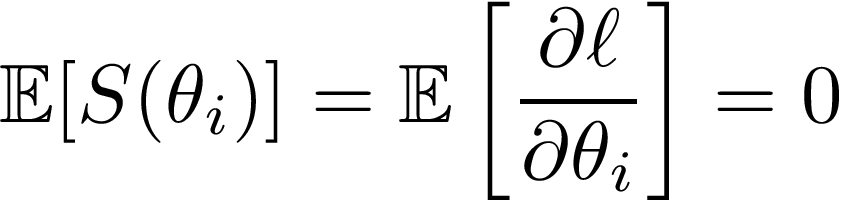 𝔼[S(θᵢ)] = 𝔼 [∂ℓ/∂θᵢ] = 0